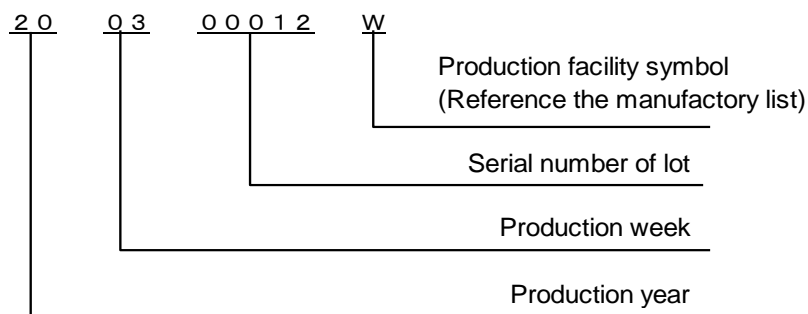 ２０ ０３ ０００１２ Ｗ
Production facility symbol
(Reference the manufactory list)
Serial number of lot
Production week
Production year